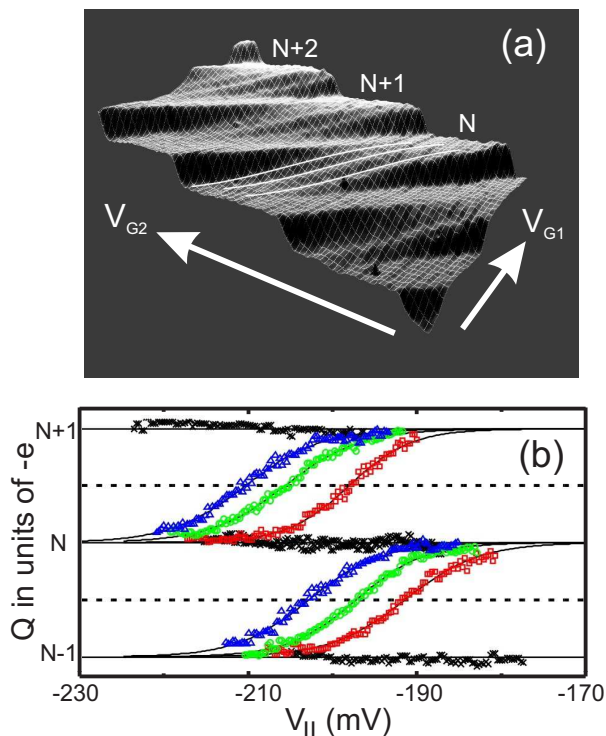 (a)
N+2
N+1
N
V_G2
V_G1
(b)
N+1
N
N-1
Q in units of -e
-230 -210 -190 -170
V_II (mV)